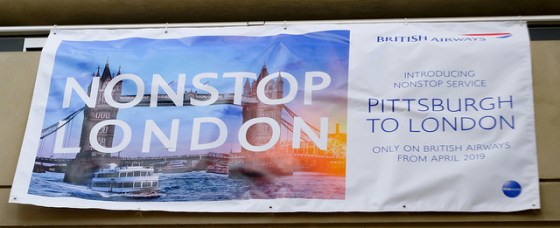 NONSTOP
LONDON
BRITISH AIRWAYS
INTRODUCING
NONSTOP SERVICE
PITTSBURGH
TO LONDON
ONLY ON BRITISH AIRWAYS
FROM APRIL 2019